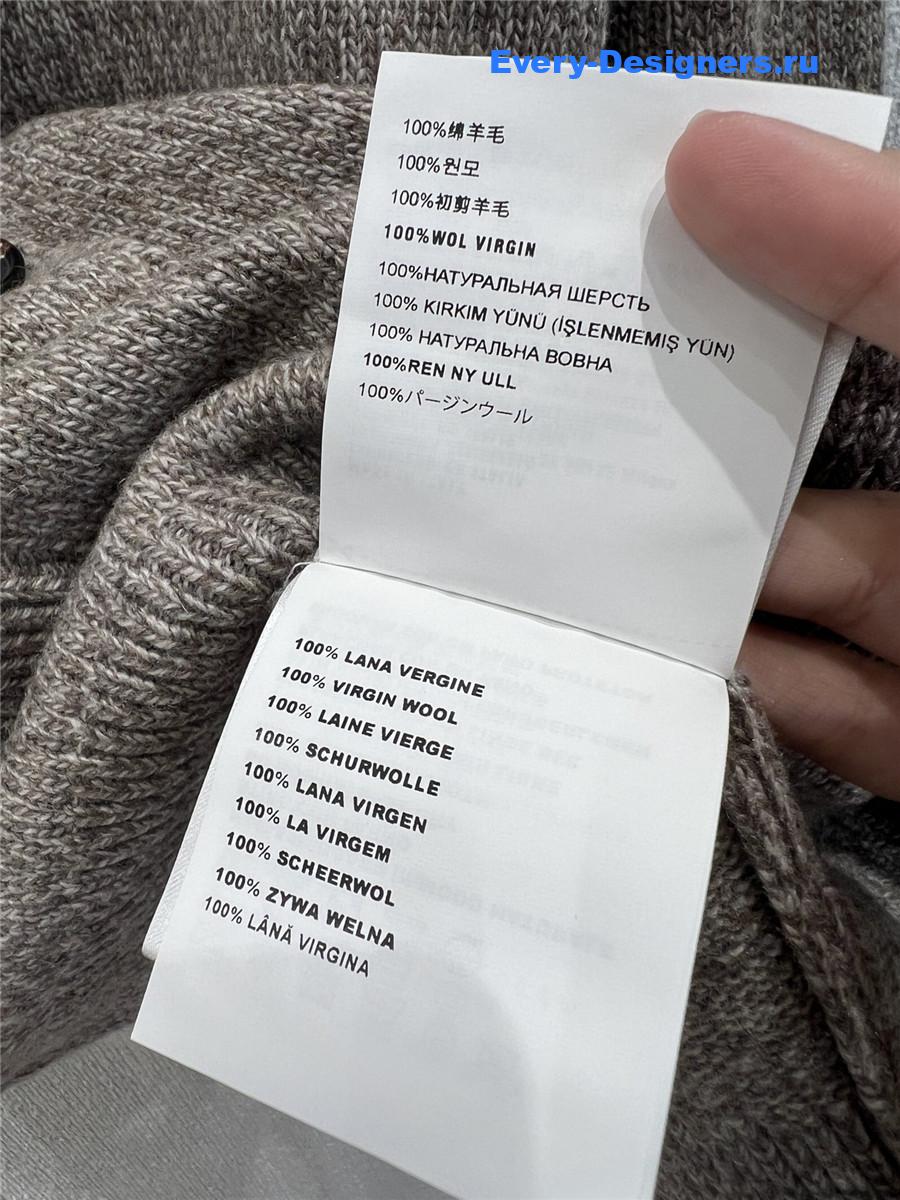 Every-Designers.ru
100%绵羊毛
100%원모
100%初剪羊毛
100%WOL VIRGIN
100%НАТУРАЛЬНАЯ ШЕРСТЬ
100% KIRKIM YÜNÜ (İŞLENMEMİŞ YÜN)
100% НАТУРАЛЬНА ВОВНА
100%REN NY ULL
100%パージンウール
100% LANA VERGINE
100% VIRGIN WOOL
100% LAINE VIERGE
100% SCHURWOLLE
100% LANA VIRGEN
100% LA VIRGEM
100% SCHEERWOL
100% ZYWA WELNA
100% LÂNĂ VIRGINA